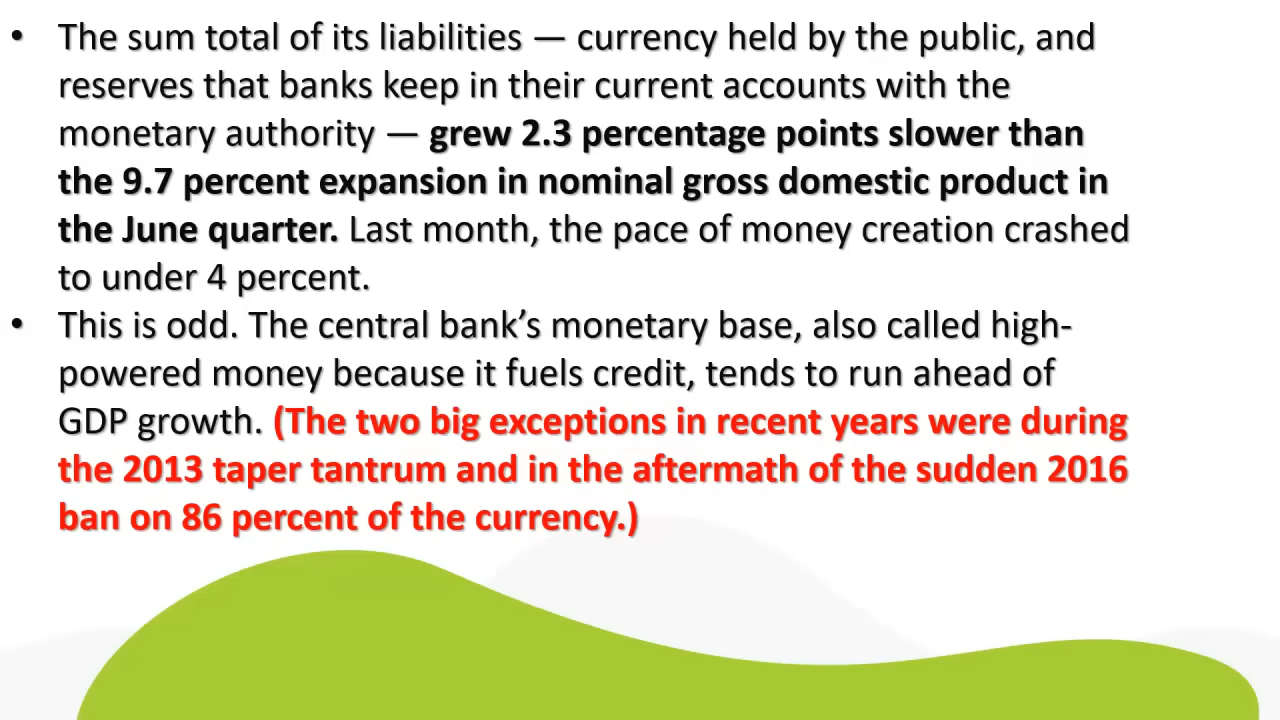 • The sum total of its liabilities — currency held by the public, and
reserves that banks keep in their current accounts with the
monetary authority — grew 2.3 percentage points slower than
the 9.7 percent expansion in nominal gross domestic product in
the June quarter. Last month, the pace of money creation crashed
to under 4 percent.
• This is odd. The central bank’s monetary base, also called high-
powered money because it fuels credit, tends to run ahead of
GDP growth. (The two big exceptions in recent years were during
the 2013 taper tantrum and in the aftermath of the sudden 2016
ban on 86 percent of the currency.)